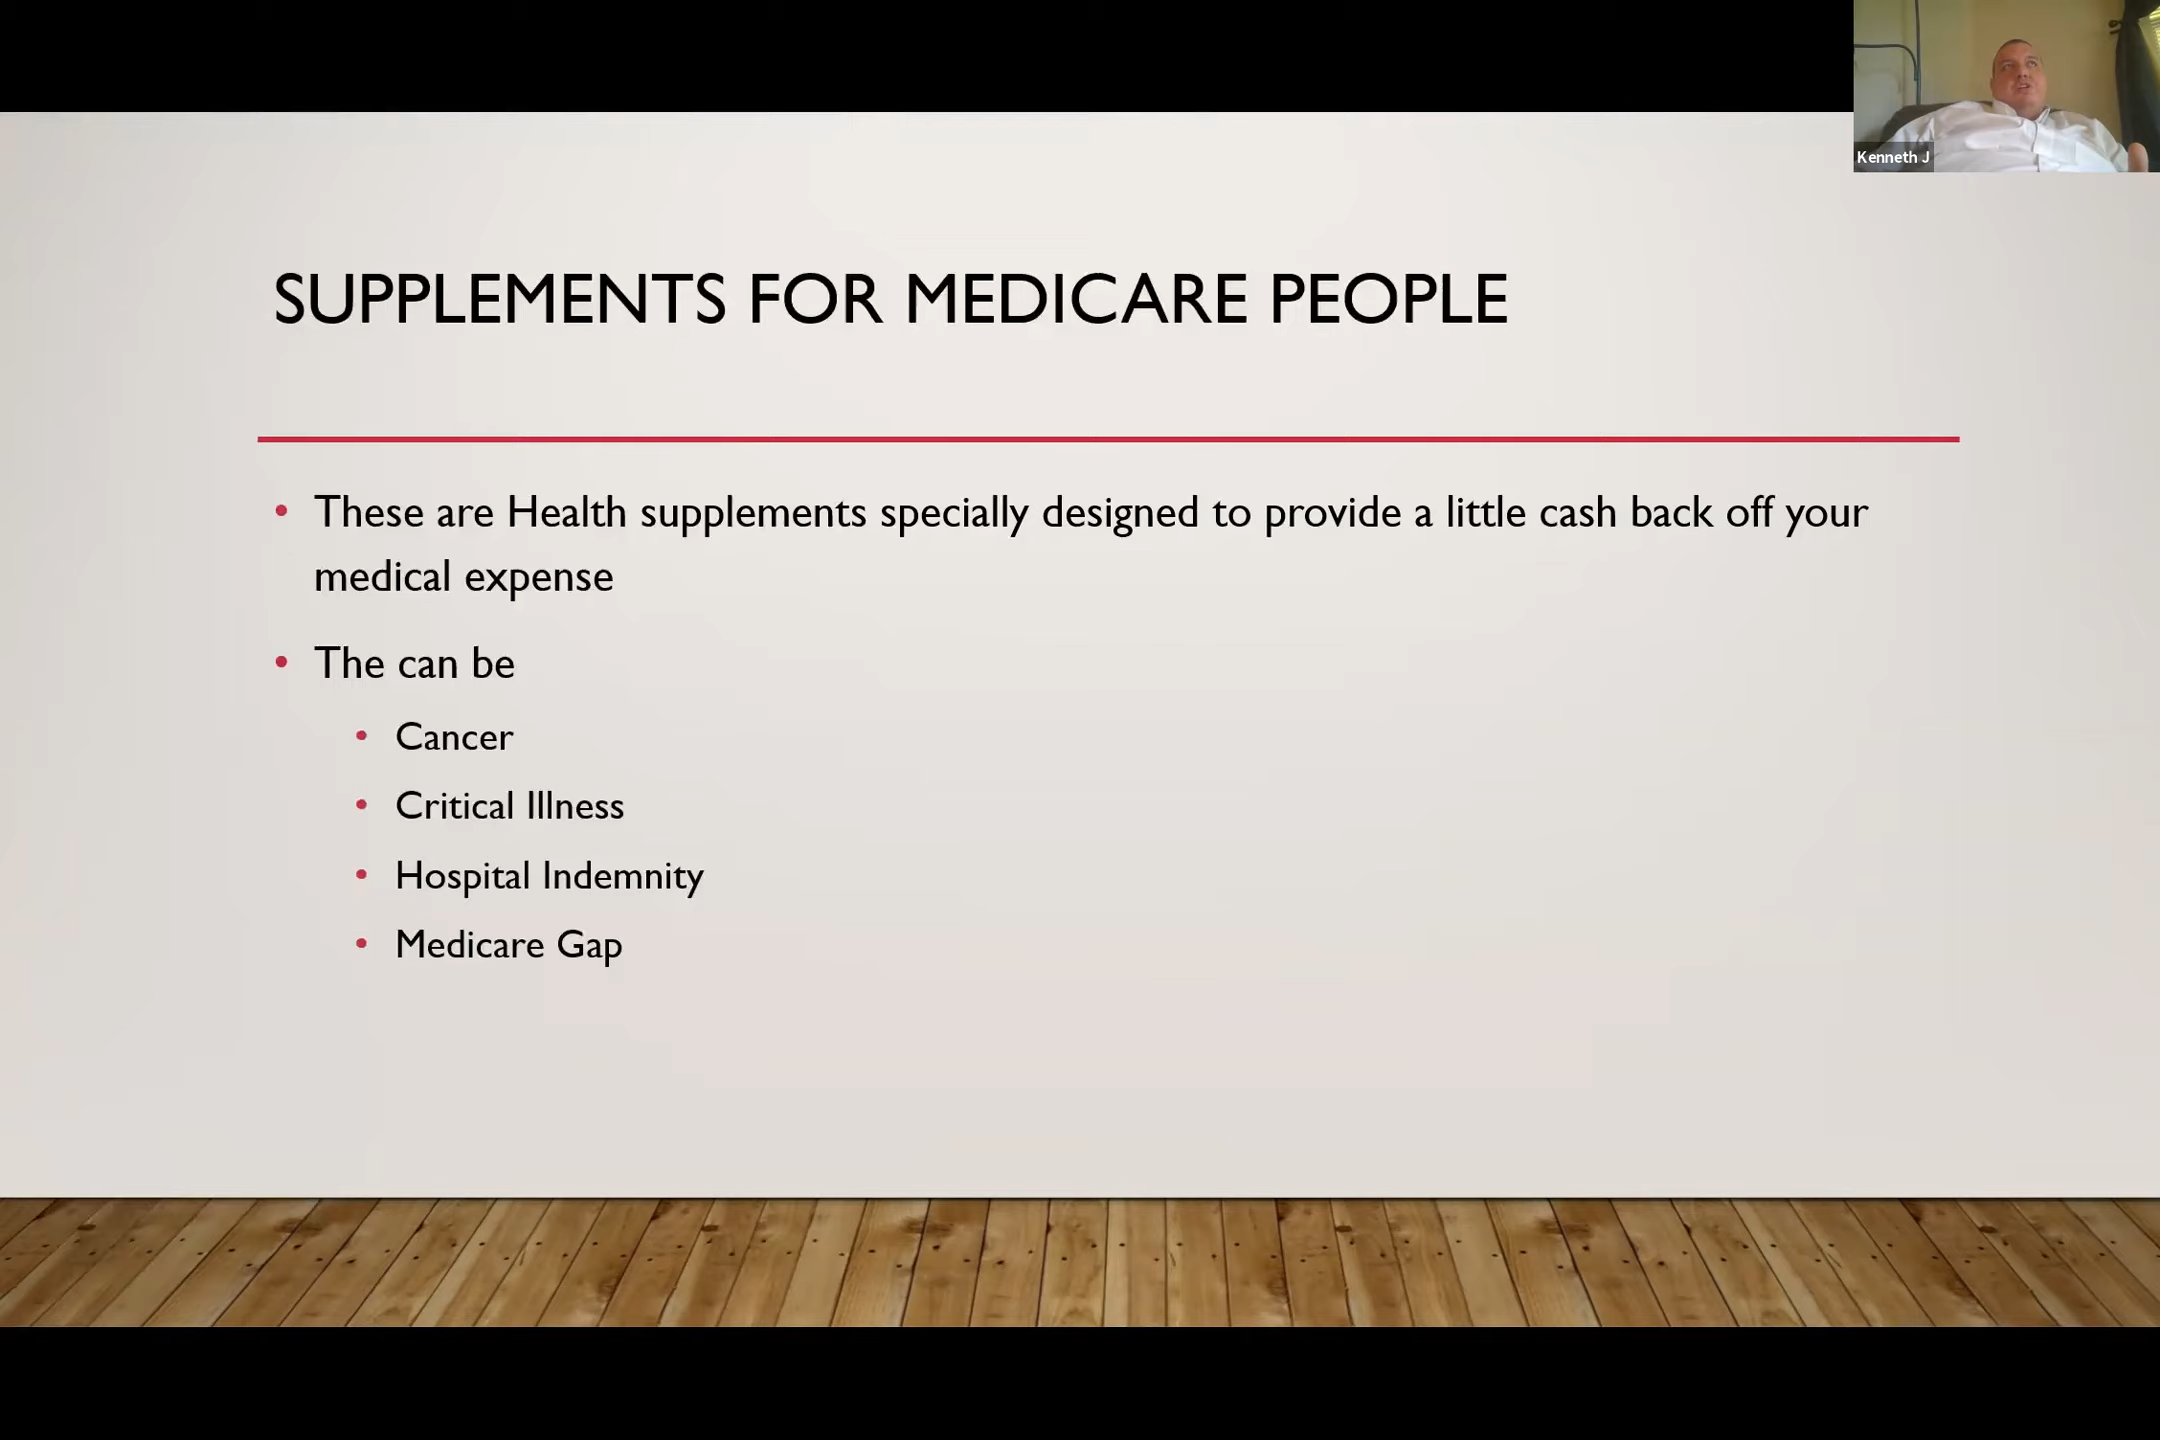 Kenneth J
SUPPLEMENTS FOR MEDICARE PEOPLE
• These are Health supplements specially designed to provide a little cash back off your
medical expense
• The can be
• Cancer
• Critical Illness
• Hospital Indemnity
• Medicare Gap